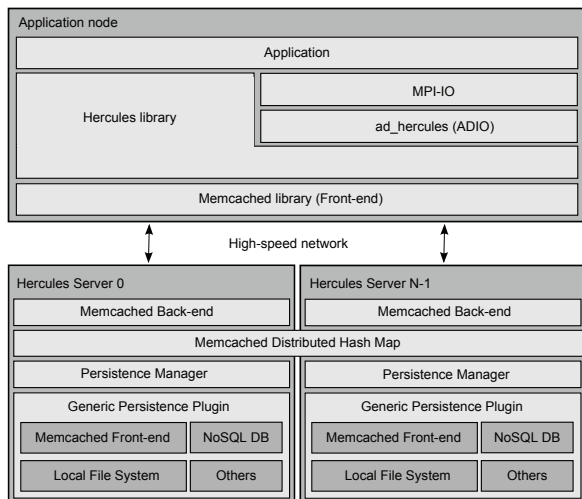 Application node
Application
Hercules library
MPI-IO
ad_hercules (ADIO)
Memcached library (Front-end)
High-speed network
Hercules Server 0
Memcached Back-end
Hercules Server N-1
Memcached Back-end
Memcached Distributed Hash Map
Persistence Manager
Persistence Manager
Generic Persistence Plugin
Memcached Front-end
NoSQL DB
Local File System
Others
Generic Persistence Plugin
Memcached Front-end
NoSQL DB
Local File System
Others